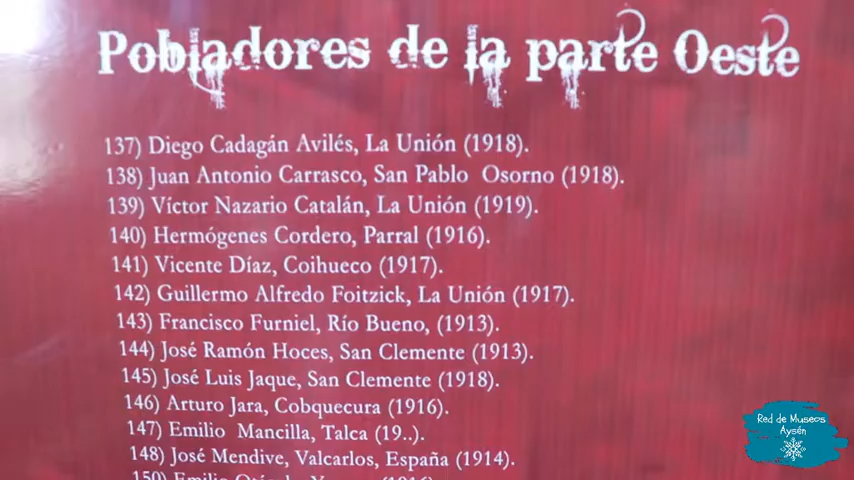 Pobladores de la parte Oeste
137) Diego Cadagán Avilés, La Unión (1918).
138) Juan Antonio Carrasco, San Pablo Osorno (1918).
139) Víctor Nazario Catalán, La Unión (1919).
140) Hermógenes Cordero, Parral (1916).
141) Vicente Díaz, Coihueco (1917).
142) Guillermo Alfredo Foitzick, La Unión (1917).
143) Francisco Furniel, Río Bueno, (1913).
144) José Ramón Hoces, San Clemente (1913).
145) José Luis Jaque, San Clemente (1918).
146) Arturo Jara, Cobquecura (1916).
147) Emilio Mancilla, Talca (19..).
148) José Mendive, Valcarlos, España (1914).
150) Emilio
Red de Museos
Aysén